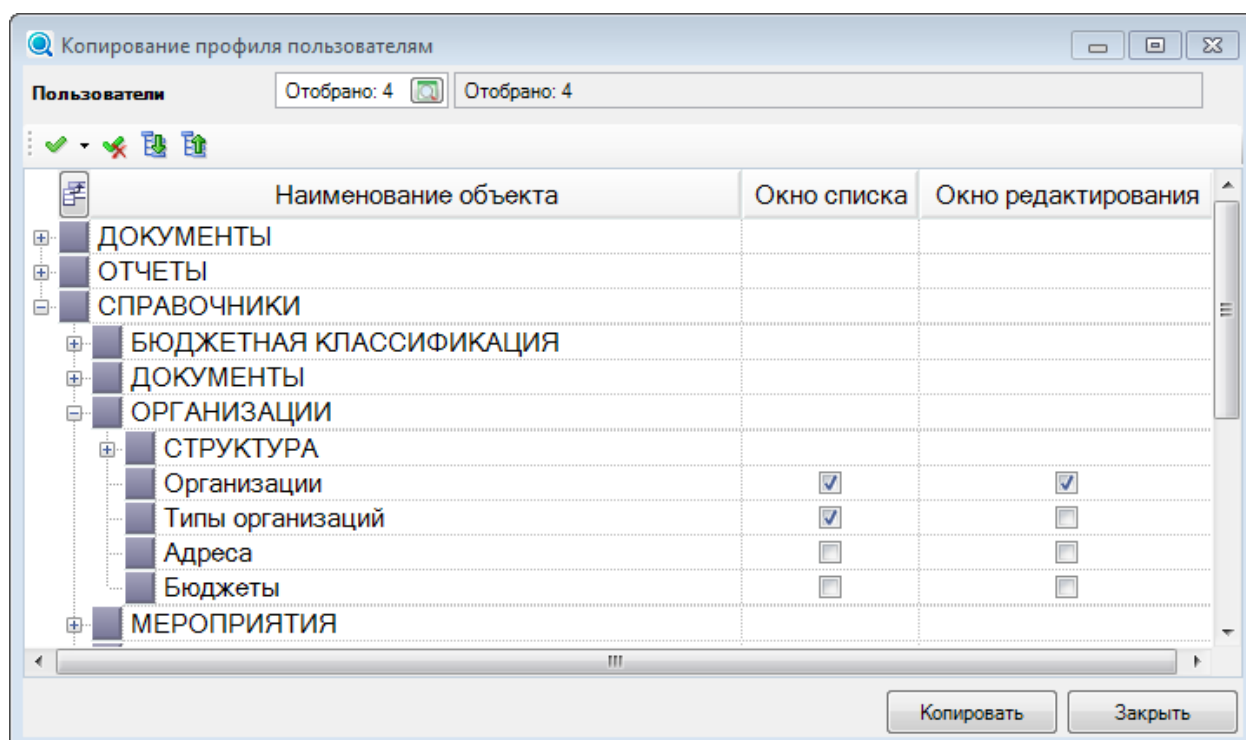 Копирование профиля пользователям
Пользователи Отобрано: 4 Отобрано: 4
Наименование объекта Окно списка Окно редактирования
ДОКУМЕНТЫ
ОТЧЕТЫ
СПРАВОЧНИКИ
БЮДЖЕТНАЯ КЛАССИФИКАЦИЯ
ДОКУМЕНТЫ
ОРГАНИЗАЦИИ
СТРУКТУРА
Организации
Типы организаций
Адреса
Бюджеты
МЕРОПРИЯТИЯ
Копировать Закрыть